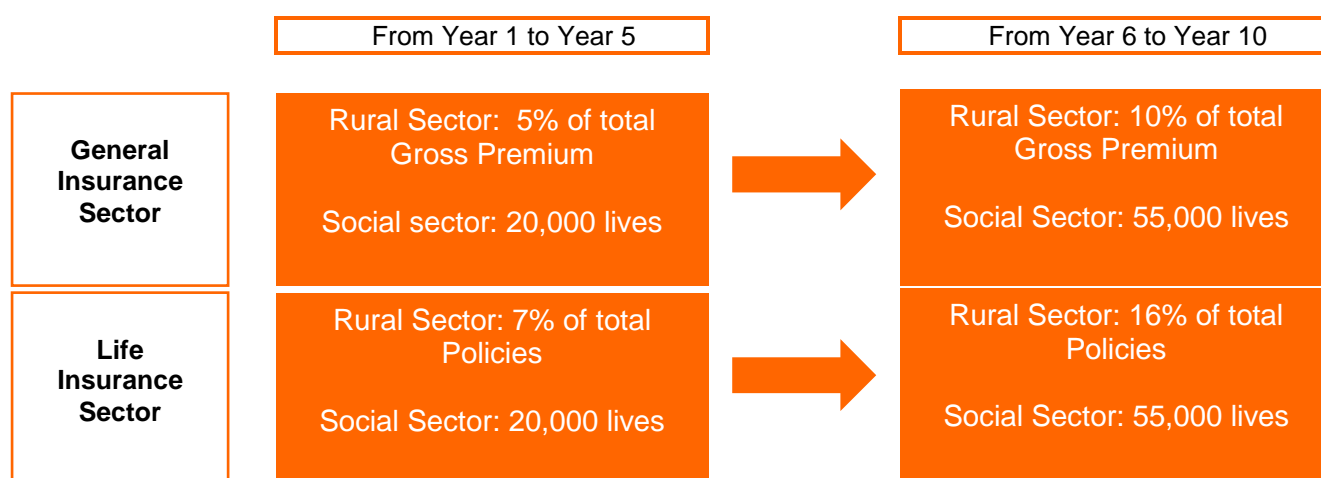 From Year 1 to Year 5
From Year 6 to Year 10
General
Insurance
Sector
Rural Sector:  5% of total
Gross Premium
Social sector: 20,000 lives
Rural Sector: 10% of total
Gross Premium
Social Sector: 55,000 lives
Life
Insurance
Sector
Rural Sector: 7% of total
Policies
Social Sector: 20,000 lives
Rural Sector: 16% of total
Policies
Social Sector: 55,000 lives